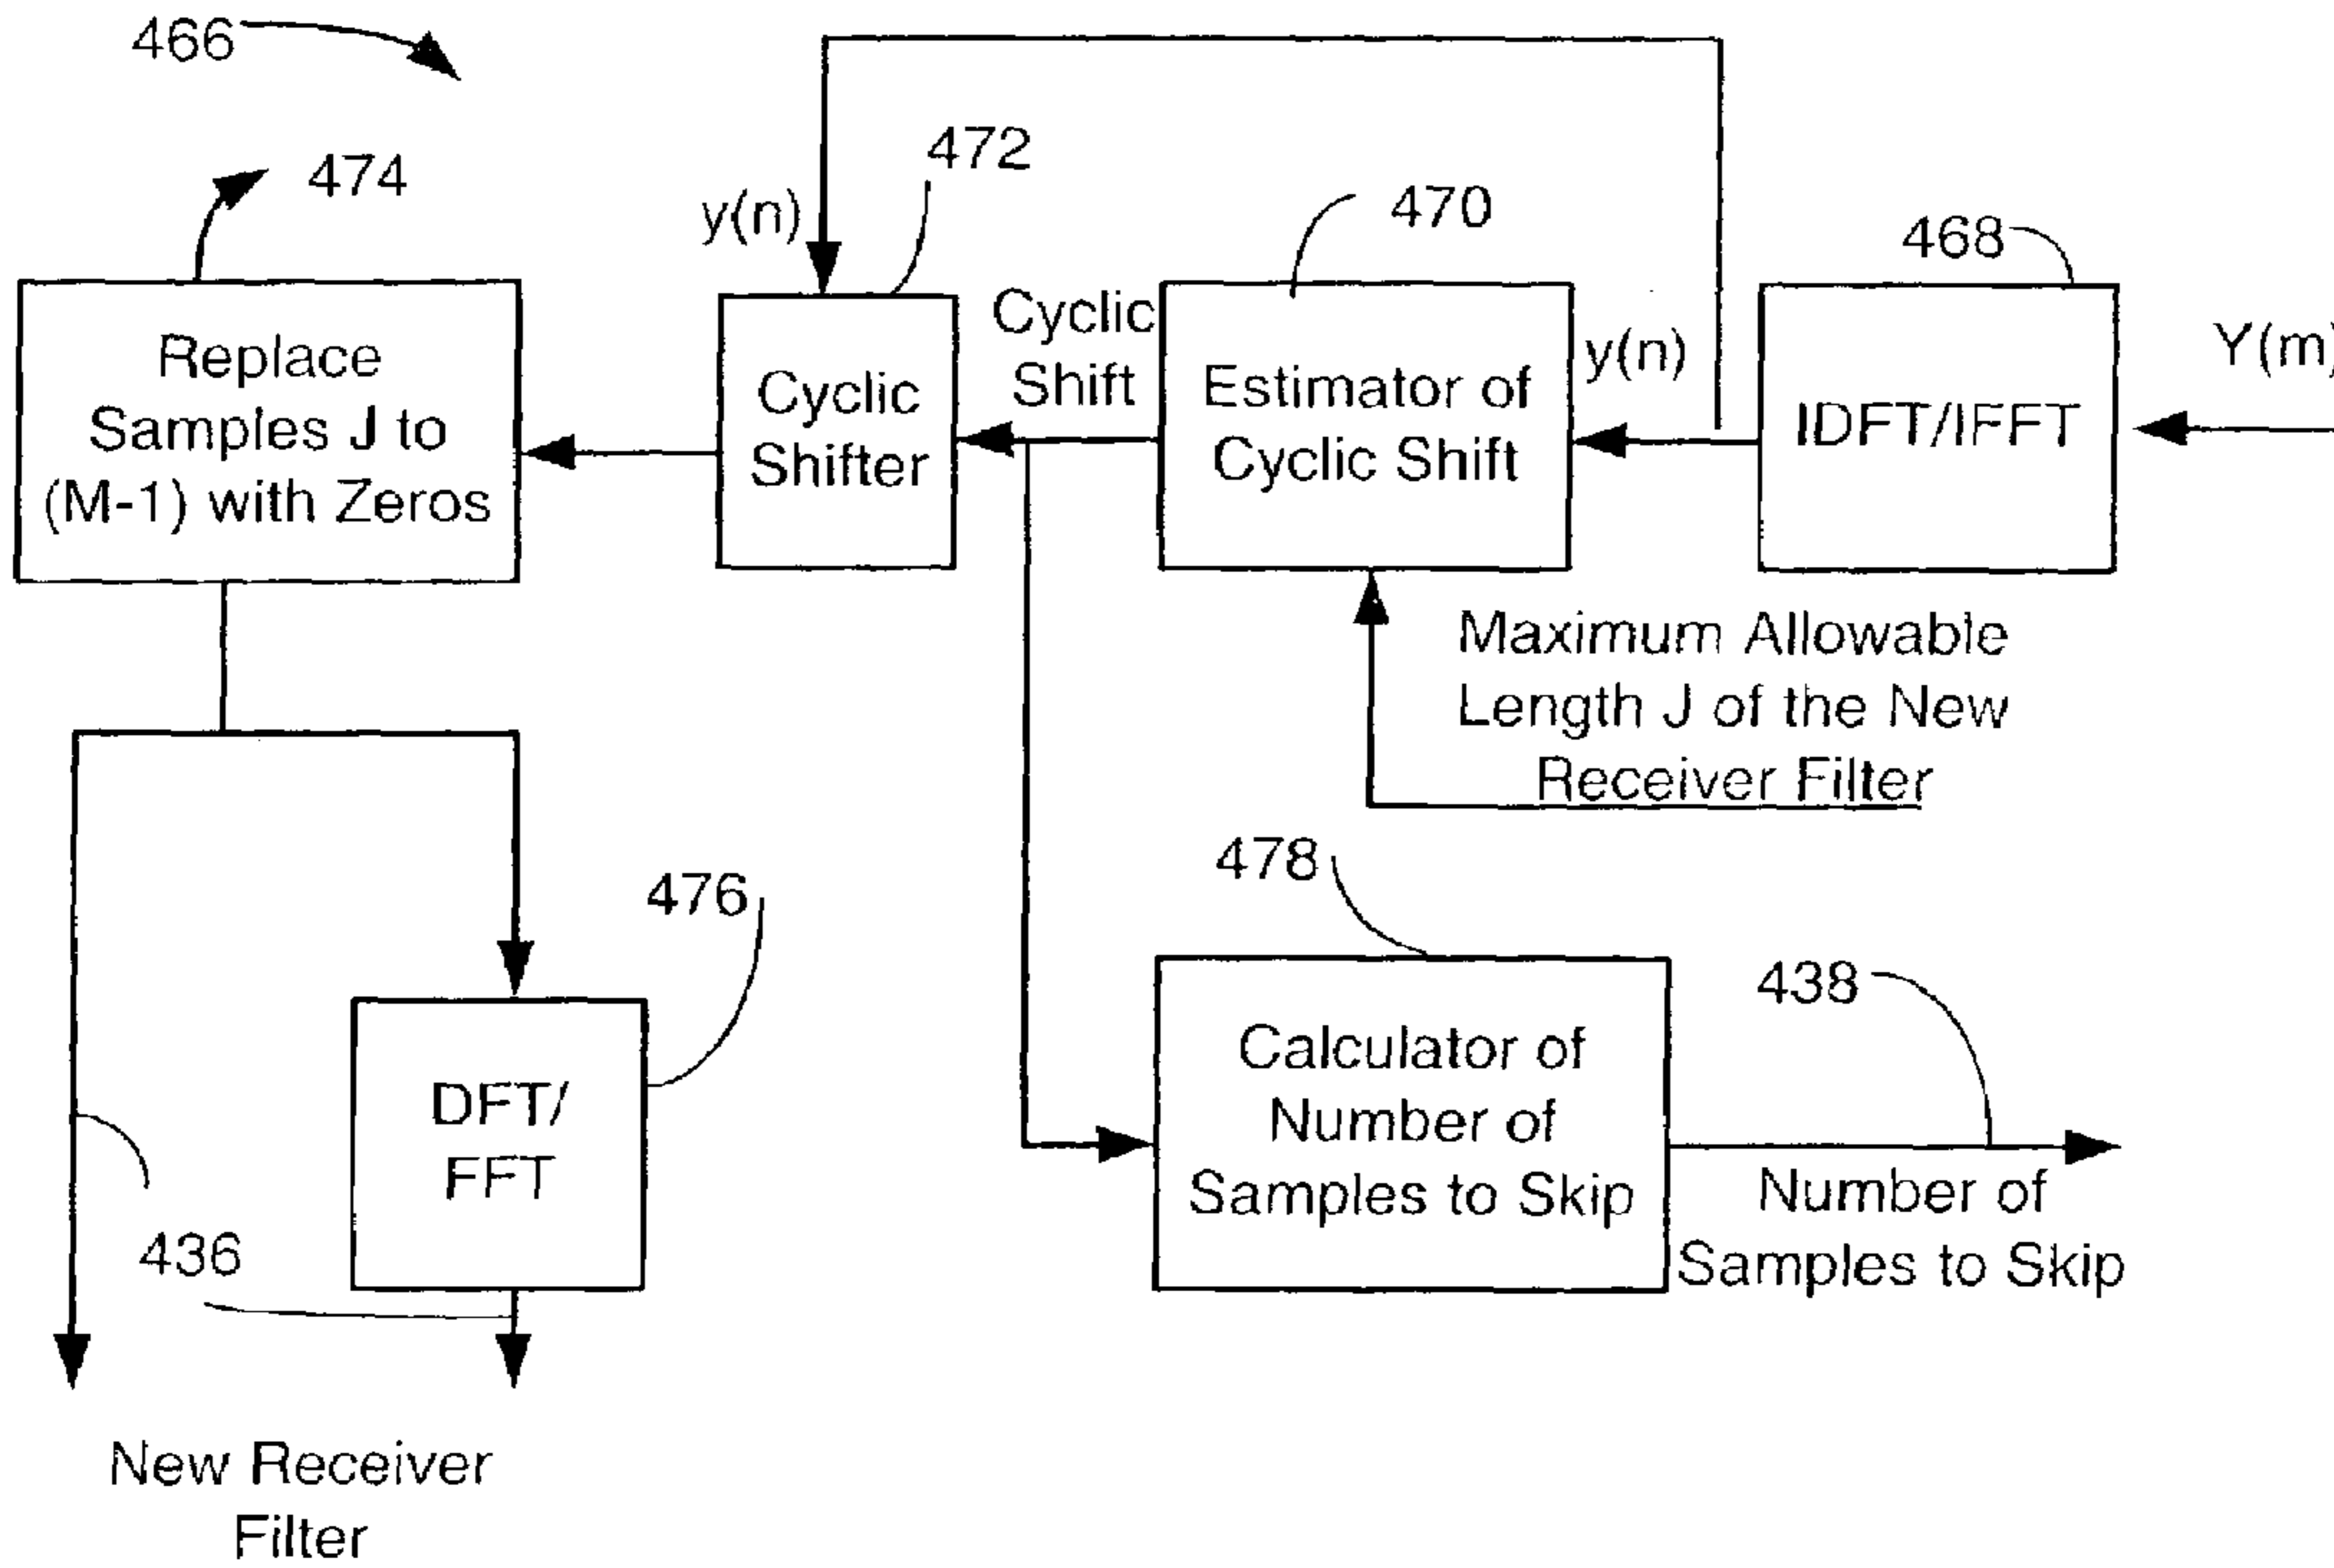 466
472
474
y(n)
470
468
Y(m)
Replace
Samples J to
(M-1) with Zeros
Cyclic
Shifter
Cyclic
Shift
Estimator of
Cyclic Shift
y(n)
IDFT/IFFT
Maximum Allowable
Length J of the New
Receiver Filter
478
476
438
Calculator of
Number of
Samples to Skip
DFT/
FFT
Number of
Samples to Skip
436
New Receiver
Filter